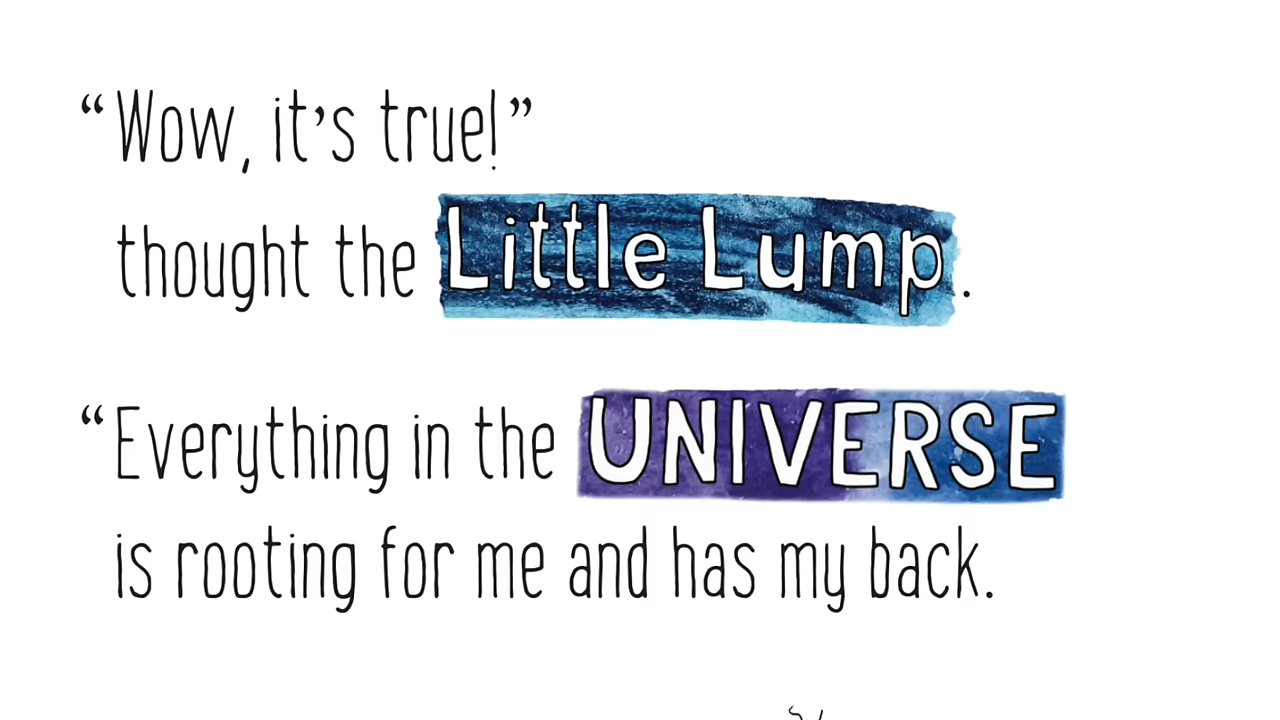 “Wow, it’s true!”
thought the Little Lump.
“Everything in the UNIVERSE
is rooting for me and has my back.